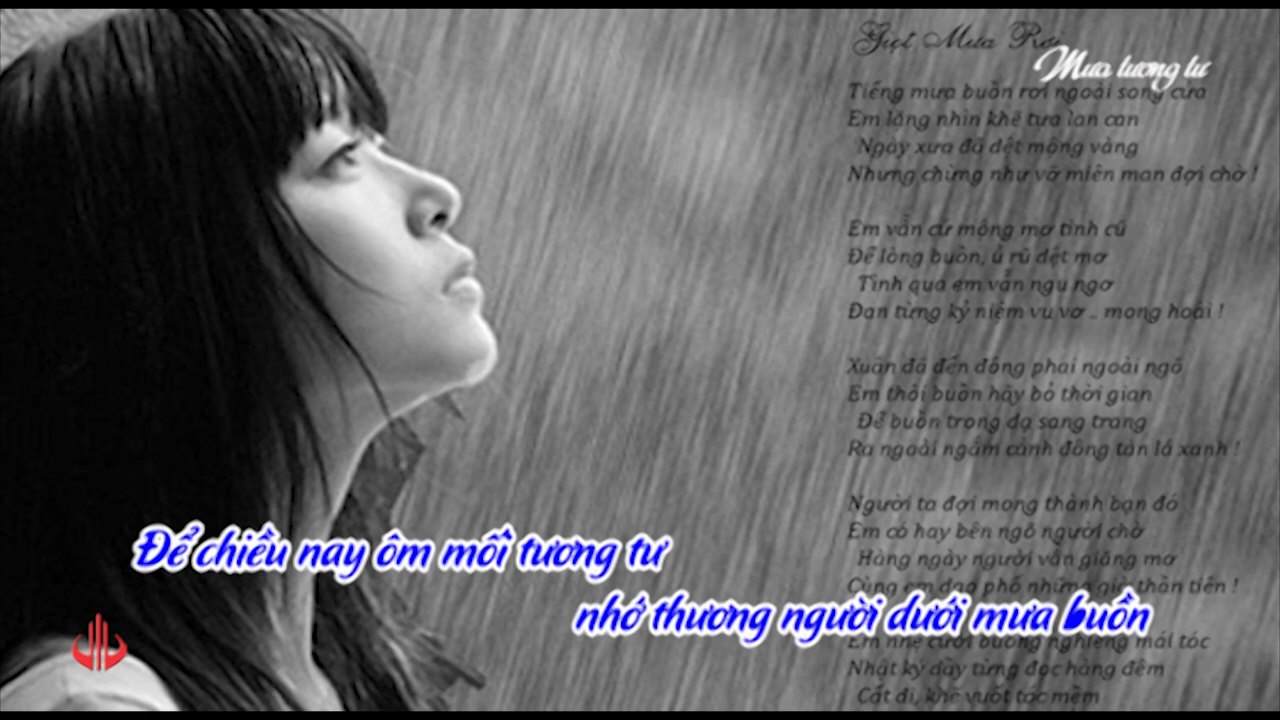 Giọt Mưa Rơi
Mưa tương tư
Tiếng mưa buồn rơi ngoài song cửa
Em lặng nhìn khẽ tựa lan can
Ngày xưa đã dệt mộng vàng
Nhưng chừng như vỡ miên man đợi chờ !
Em vẫn cứ mộng mơ tình cũ
Để lòng buồn, ủ rũ dệt mơ
Tình qua em vẫn ngu ngơ
Đan từng kỷ niệm vu vơ .. mong hoài !
Xuân đã đến đông phai ngoài ngõ
Em thôi buồn hãy bỏ thời gian
Để buồn trong dạ sang trang
Ra ngoài ngắm cảnh đông tàn lá xanh !
Người ta đợi mong thành bạn đó
Em có hay bên ngõ người chờ
Hàng ngày người vẫn giăng mơ
Cùng em dạo phố những giờ thần tiên !
Để chiều nay ôm mối tương tư
nhớ thương người dưới mưa buồn
Em nhẹ cười buông nghiêng mái tóc
Nhật ký dày từng đọc hàng đêm
Cất đi, khẽ vuốt tóc mềm